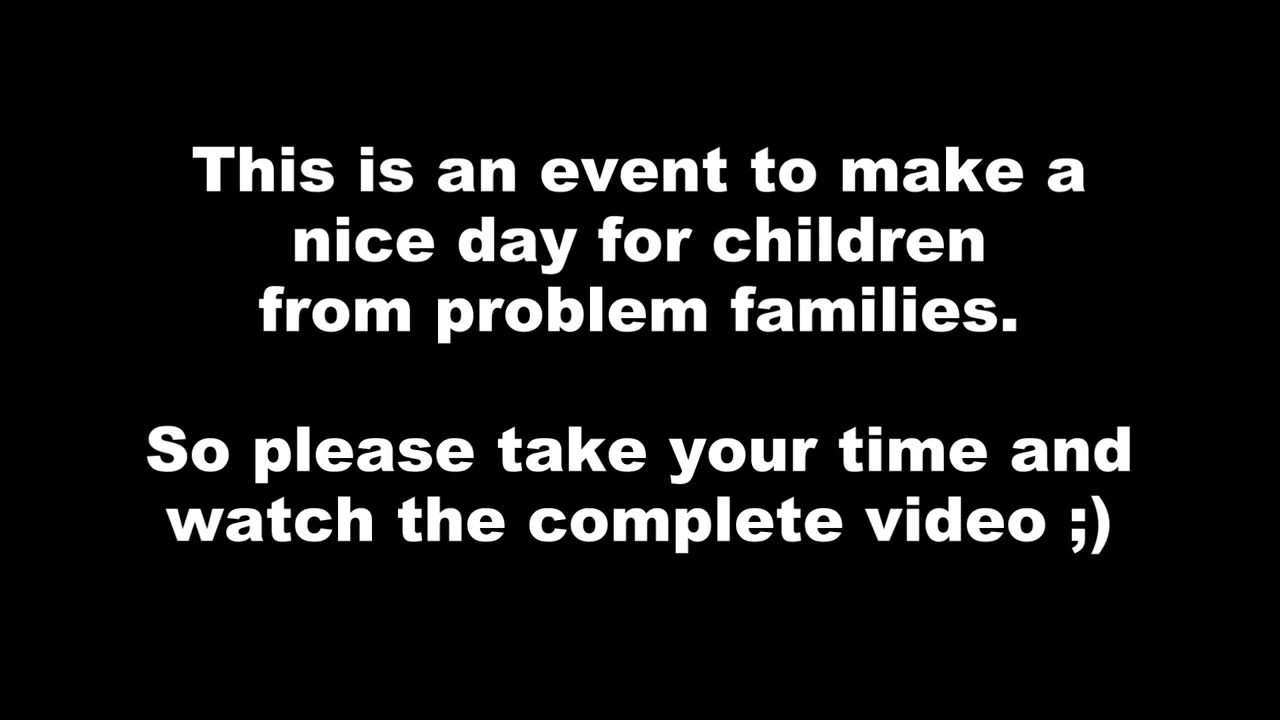 This is an event to make a
nice day for children
from problem families.
So please take your time and
watch the complete video ;)